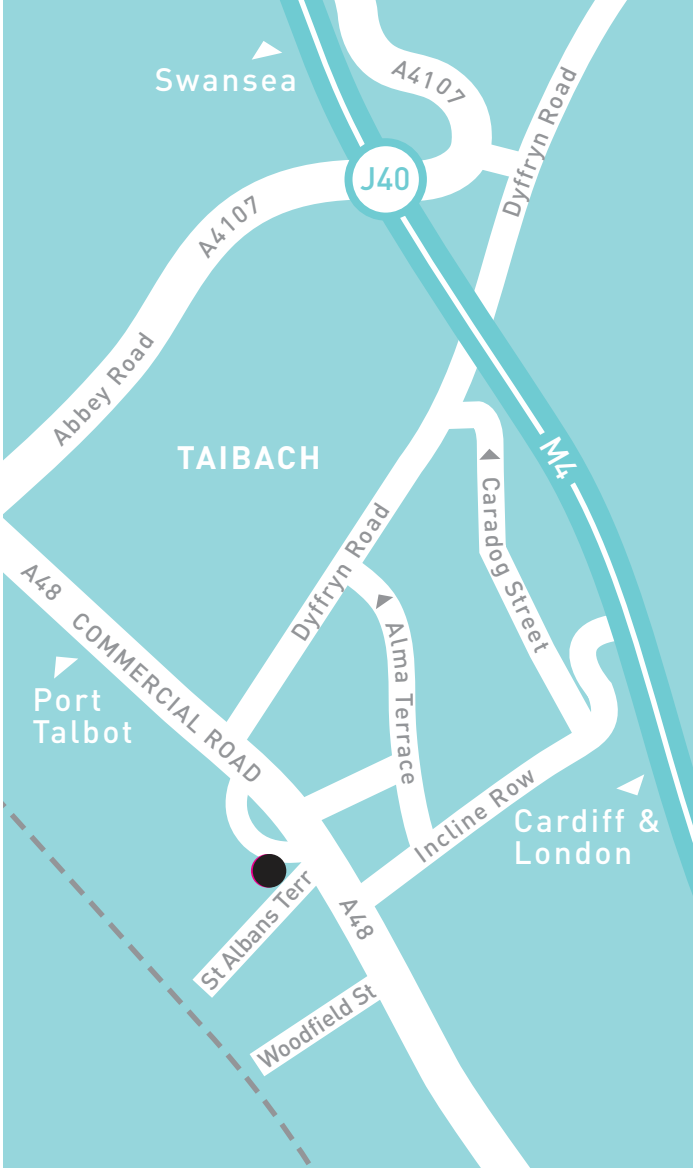 Swansea
A4107
Dyffryn Road
J40
A4107
Abbey Road
TAIBACH
M4
Caradog Street
Dyffryn Road
A48 COMMERCIAL ROAD
Alma Terrace
Port
Talbot
Incline Row
Cardiff &
London
St Albans Terr
A48
Woodfield St